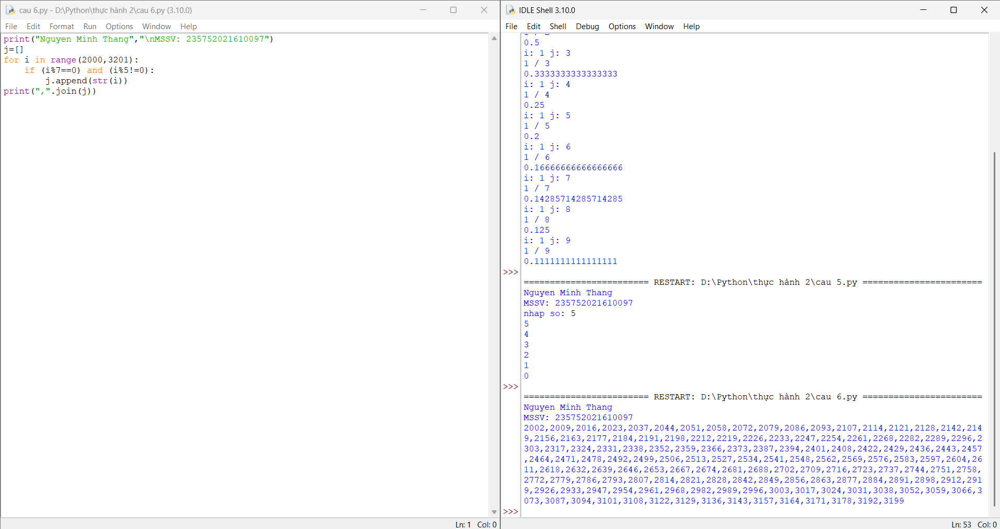 cau 6.py - D:\Python\thực hành 2\cau 6.py (3.10.0)
File Edit Format Run Options Window Help
print("Nguyen Minh Thang","\nMSSV: 235752021610097")
j=[]
for i in range(2000,3201):
    if (i%7==0) and (i%5!=0):
        j.append(str(i))
print(",".join(j))
Ln: 1 Col: 0
IDLE Shell 3.10.0
File Edit Shell Debug Options Window Help
1 / 2
0.5
i: 1 j: 3
1 / 3
0.3333333333333333
i: 1 j: 4
1 / 4
0.25
i: 1 j: 5
1 / 5
0.2
i: 1 j: 6
1 / 6
0.16666666666666666
i: 1 j: 7
1 / 7
0.14285714285714285
i: 1 j: 8
1 / 8
0.125
i: 1 j: 9
1 / 9
0.1111111111111111
>>>
======================== RESTART: D:\Python\thực hành 2\cau 5.py =======================
Nguyen Minh Thang
MSSV: 235752021610097
nhap so: 5
5
4
3
2
1
0
>>>
======================== RESTART: D:\Python\thực hành 2\cau 6.py =======================
Nguyen Minh Thang
MSSV: 235752021610097
2002,2009,2016,2023,2037,2044,2051,2058,2072,2079,2086,2093,2107,2114,2121,2128,2142,214
9,2156,2163,2177,2184,2191,2198,2212,2219,2226,2233,2247,2254,2261,2268,2282,2289,2296,2
303,2317,2324,2331,2338,2352,2359,2366,2373,2387,2394,2401,2408,2422,2429,2436,2443,2457
,2464,2471,2478,2492,2499,2506,2513,2527,2534,2541,2548,2562,2569,2576,2583,2597,2604,26
11,2618,2632,2639,2646,2653,2667,2674,2681,2688,2702,2709,2716,2723,2737,2744,2751,2758,
2772,2779,2786,2793,2807,2814,2821,2828,2842,2849,2856,2863,2877,2884,2891,2898,2912,291
9,2926,2933,2947,2954,2961,2968,2982,2989,2996,3003,3017,3024,3031,3038,3052,3059,3066,3
073,3087,3094,3101,3108,3122,3129,3136,3143,3157,3164,3171,3178,3192,3199
>>>
Ln: 53 Col: 0